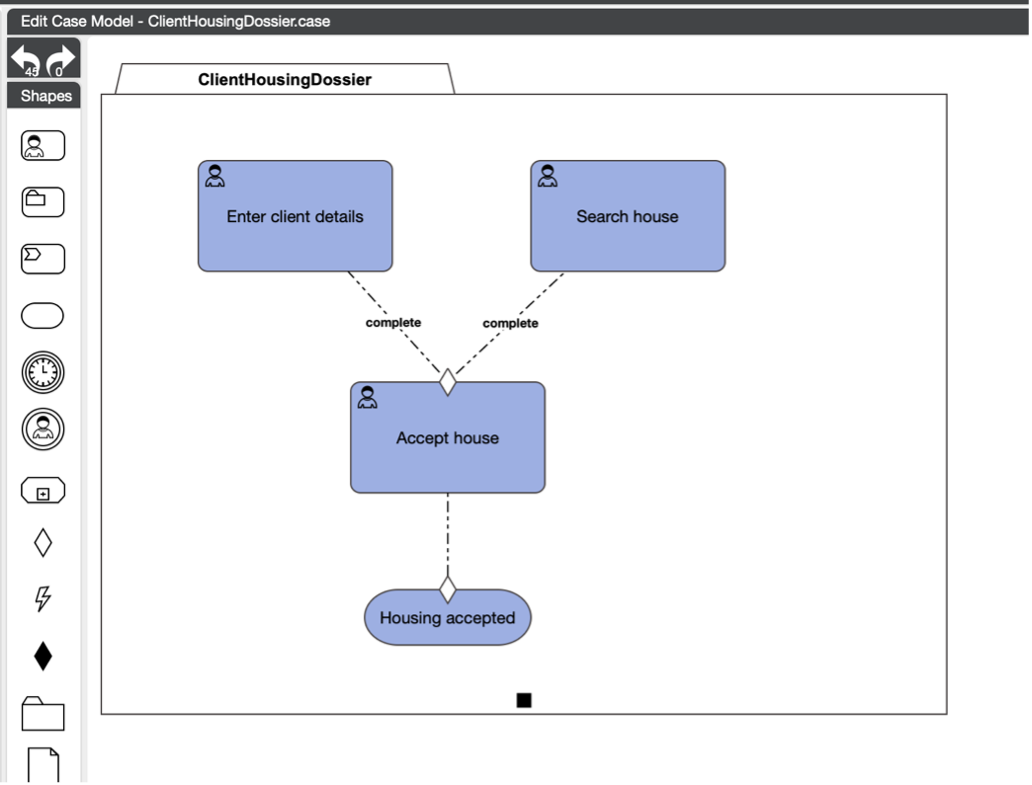 Edit Case Model - ClientHousingDossier.case
45 0
Shapes
ClientHousingDossier
Enter client details
Search house
complete
complete
Accept house
Housing accepted